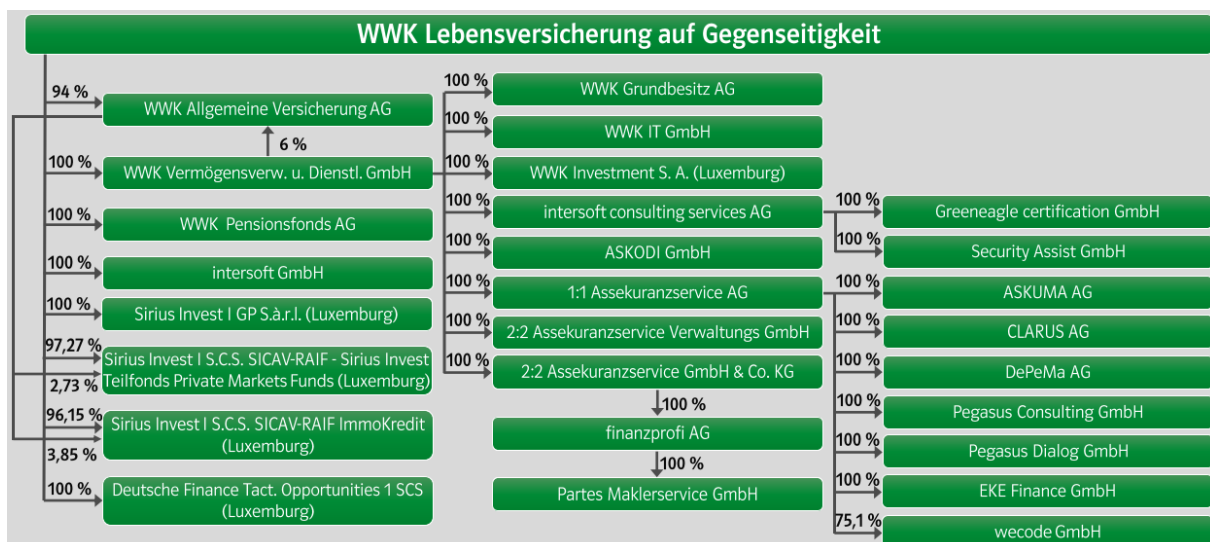 WWK Lebensversicherung auf Gegenseitigkeit
94 %
WWK Allgemeine Versicherung AG
6 %
100 %
WWK Vermögensverw. u. Dienstl. GmbH
100 %
WWK Pensionsfonds AG
100 %
intersoft GmbH
100 %
Sirius Invest I GP S.à.r.l. (Luxemburg)
97,27 %
2,73 %
Sirius Invest I S.C.S. SICAV-RAIF - Sirius Invest
Teilfonds Private Markets Funds (Luxemburg)
96,15 %
3,85 %
Sirius Invest I S.C.S. SICAV-RAIF ImmoKredit
(Luxemburg)
100 %
Deutsche Finance Tact. Opportunities 1 SCS
(Luxemburg)
100 %
WWK Grundbesitz AG
100 %
WWK IT GmbH
100 %
WWK Investment S. A. (Luxemburg)
100 %
intersoft consulting services AG
100 %
ASKODI GmbH
100 %
1:1 Assekuranzservice AG
100 %
2:2 Assekuranzservice Verwaltungs GmbH
100 %
2:2 Assekuranzservice GmbH & Co. KG
100 %
finanzprofi AG
100 %
Partes Maklerservice GmbH
100 %
Greeneagle certification GmbH
100 %
Security Assist GmbH
100 %
ASKUMA AG
100 %
CLARUS AG
100 %
DePeMa AG
100 %
Pegasus Consulting GmbH
100 %
Pegasus Dialog GmbH
100 %
EKE Finance GmbH
75,1 %
wecode GmbH